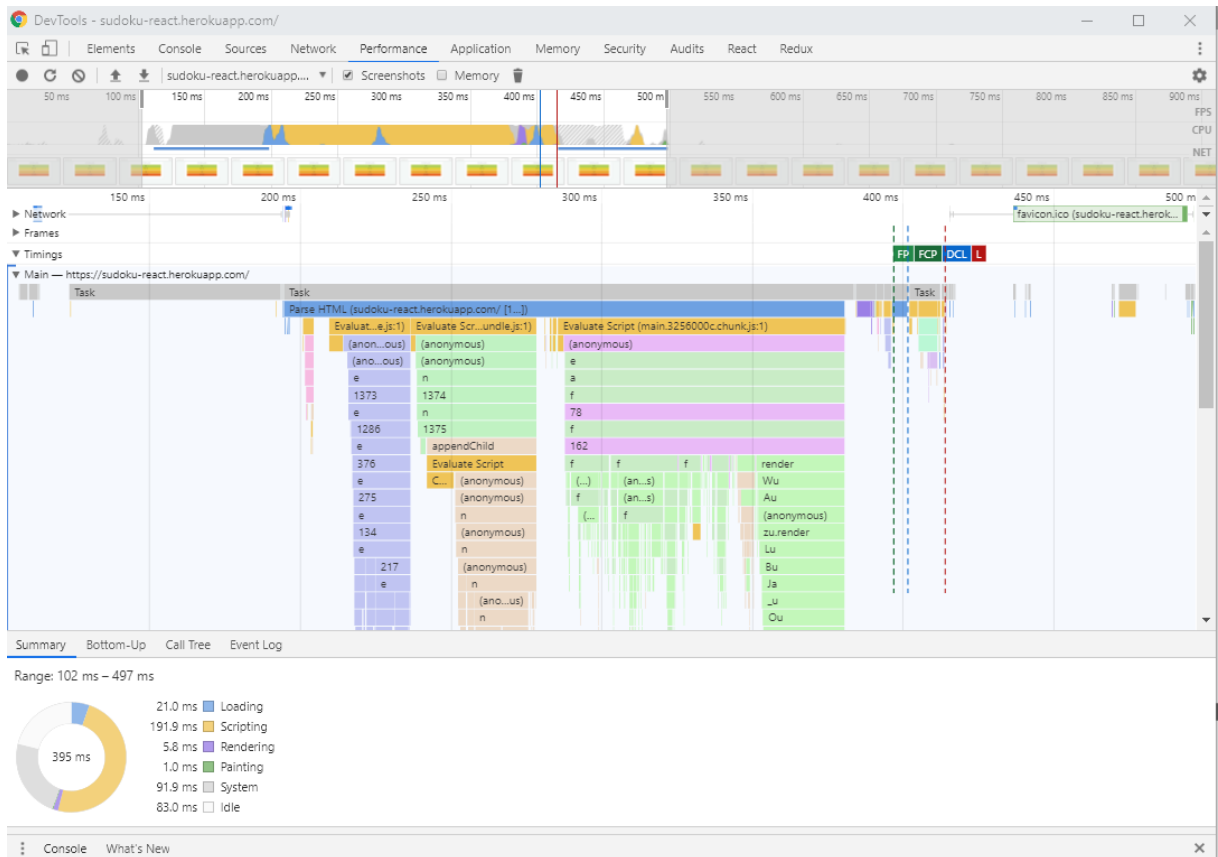 DevTools - sudoku-react.herokuapp.com/
Elements Console Sources Network Performance Application Memory Security Audits React Redux
sudoku-react.herokuapp.... Screenshots Memory
50 ms 100 ms 150 ms 200 ms 250 ms 300 ms 350 ms 400 ms 450 ms 500 m 550 ms 600 ms 650 ms 700 ms 750 ms 800 ms 850 ms 900 ms
FPS
CPU
NET
150 ms 200 ms 250 ms 300 ms 350 ms 400 ms 450 ms 500 m
Network favicon.ico (sudoku-react.herok...
Frames
Timings FP FCP DCL L
Main — https://sudoku-react.herokuapp.com/
Task Task Task
Parse HTML (sudoku-react.herokuapp.com/ [1...])
Evaluat...e.js:1) Evaluate Scr...undle.js:1) Evaluate Script (main.3256000c.chunk.js:1)
(anon...ous) (anonymous) (anonymous)
(ano...ous) (anonymous) e
e n a
1373 1374 f
e n 78
1286 1375 f
e appendChild 162
376 Evaluate Script f f f render
e C... (anonymous) (...) (an...s) Wu
275 (anonymous) f (an...s) Au
e n (... f (anonymous)
134 (anonymous) zu.render
e n Lu
217 (anonymous) Bu
e n Ja
(ano...us) _u
n Ou
Summary Bottom-Up Call Tree Event Log
Range: 102 ms – 497 ms
21.0 ms Loading
191.9 ms Scripting
395 ms 5.8 ms Rendering
1.0 ms Painting
91.9 ms System
83.0 ms Idle
Console What's New